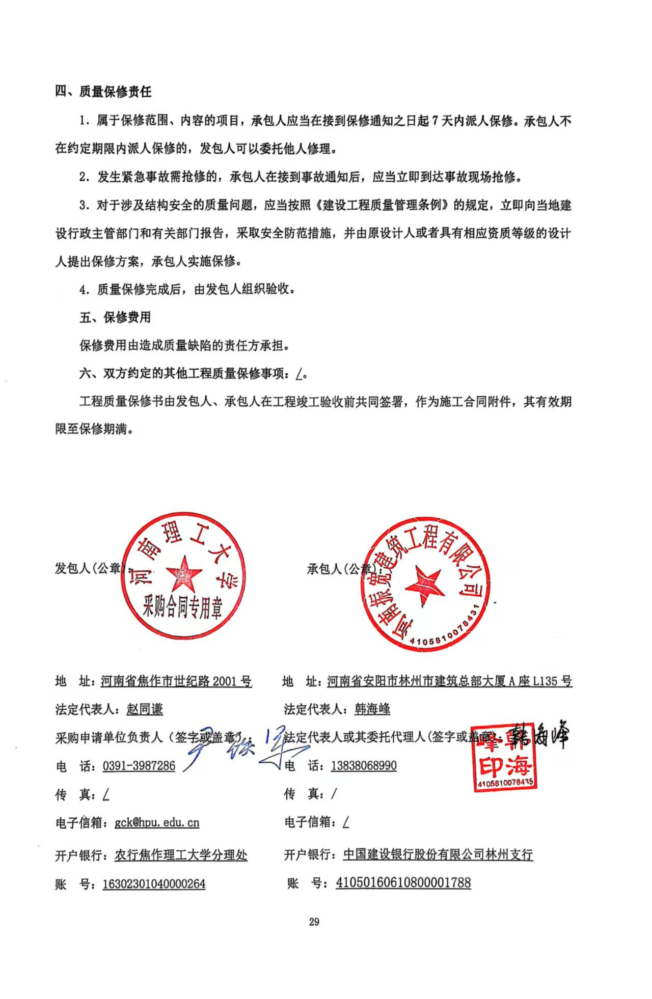 四、质量保修责任
1. 属于保修范围、内容的项目，承包人应当在接到保修通知之日起 7 天内派人保修。承包人不
在约定期限内派人保修的，发包人可以委托他人修理。
2. 发生紧急事故需抢修的，承包人在接到事故通知后，应当立即到达事故现场抢修。
3. 对于涉及结构安全的质量问题，应当按照《建设工程质量管理条例》的规定，立即向当地建
设行政主管部门和有关部门报告，采取安全防范措施，并由原设计人或者具有相应资质等级的设计
人提出保修方案，承包人实施保修。
4. 质量保修完成后，由发包人组织验收。
五、保修费用
保修费用由造成质量缺陷的责任方承担。
六、双方约定的其他工程质量保修事项：/。
工程质量保修书由发包人、承包人在工程竣工验收前共同签署，作为施工合同附件，其有效期
限至保修期满。
发包人(公章)：
河南理工大学
采购合同专用章
承包人(公章)：
河南振宽建筑工程有限公司
4105810078431
地 址：河南省焦作市世纪路 2001 号
地 址：河南省安阳市林州市建筑总部大厦 A 座 L135 号
法定代表人：赵同谦
法定代表人：韩海峰
采购申请单位负责人（签字或盖章）：
法定代表人或其委托代理人(签字或盖章)：韩海峰
韩海峰印
4105810078435
电 话：0391-3987286
电 话：13838068990
传 真：/
传 真：/
电子信箱：gck@hpu.edu.cn
电子信箱：/
开户银行：农行焦作理工大学分理处
开户银行：中国建设银行股份有限公司林州支行
账 号：16302301040000264
账 号：41050160610800001788
29